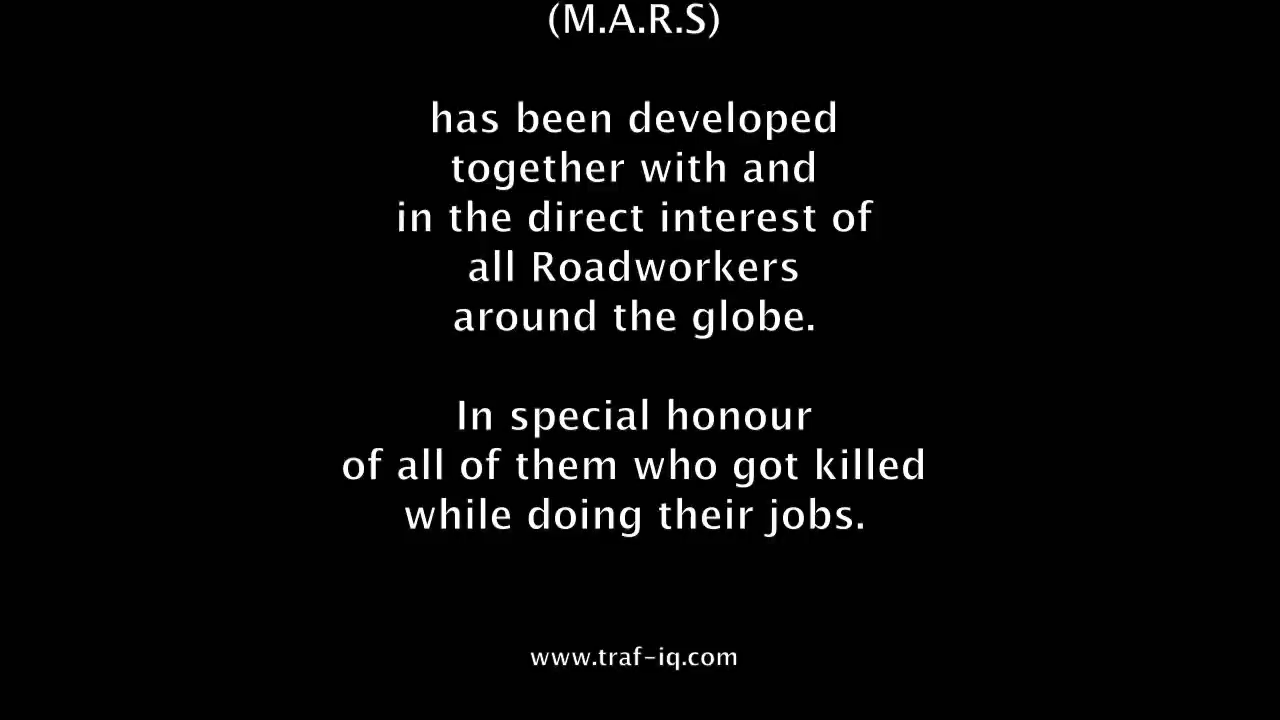 (M.A.R.S)
has been developed
together with and
in the direct interest of
all Roadworkers
around the globe.
In special honour
of all of them who got killed
while doing their jobs.
www.traf-iq.com